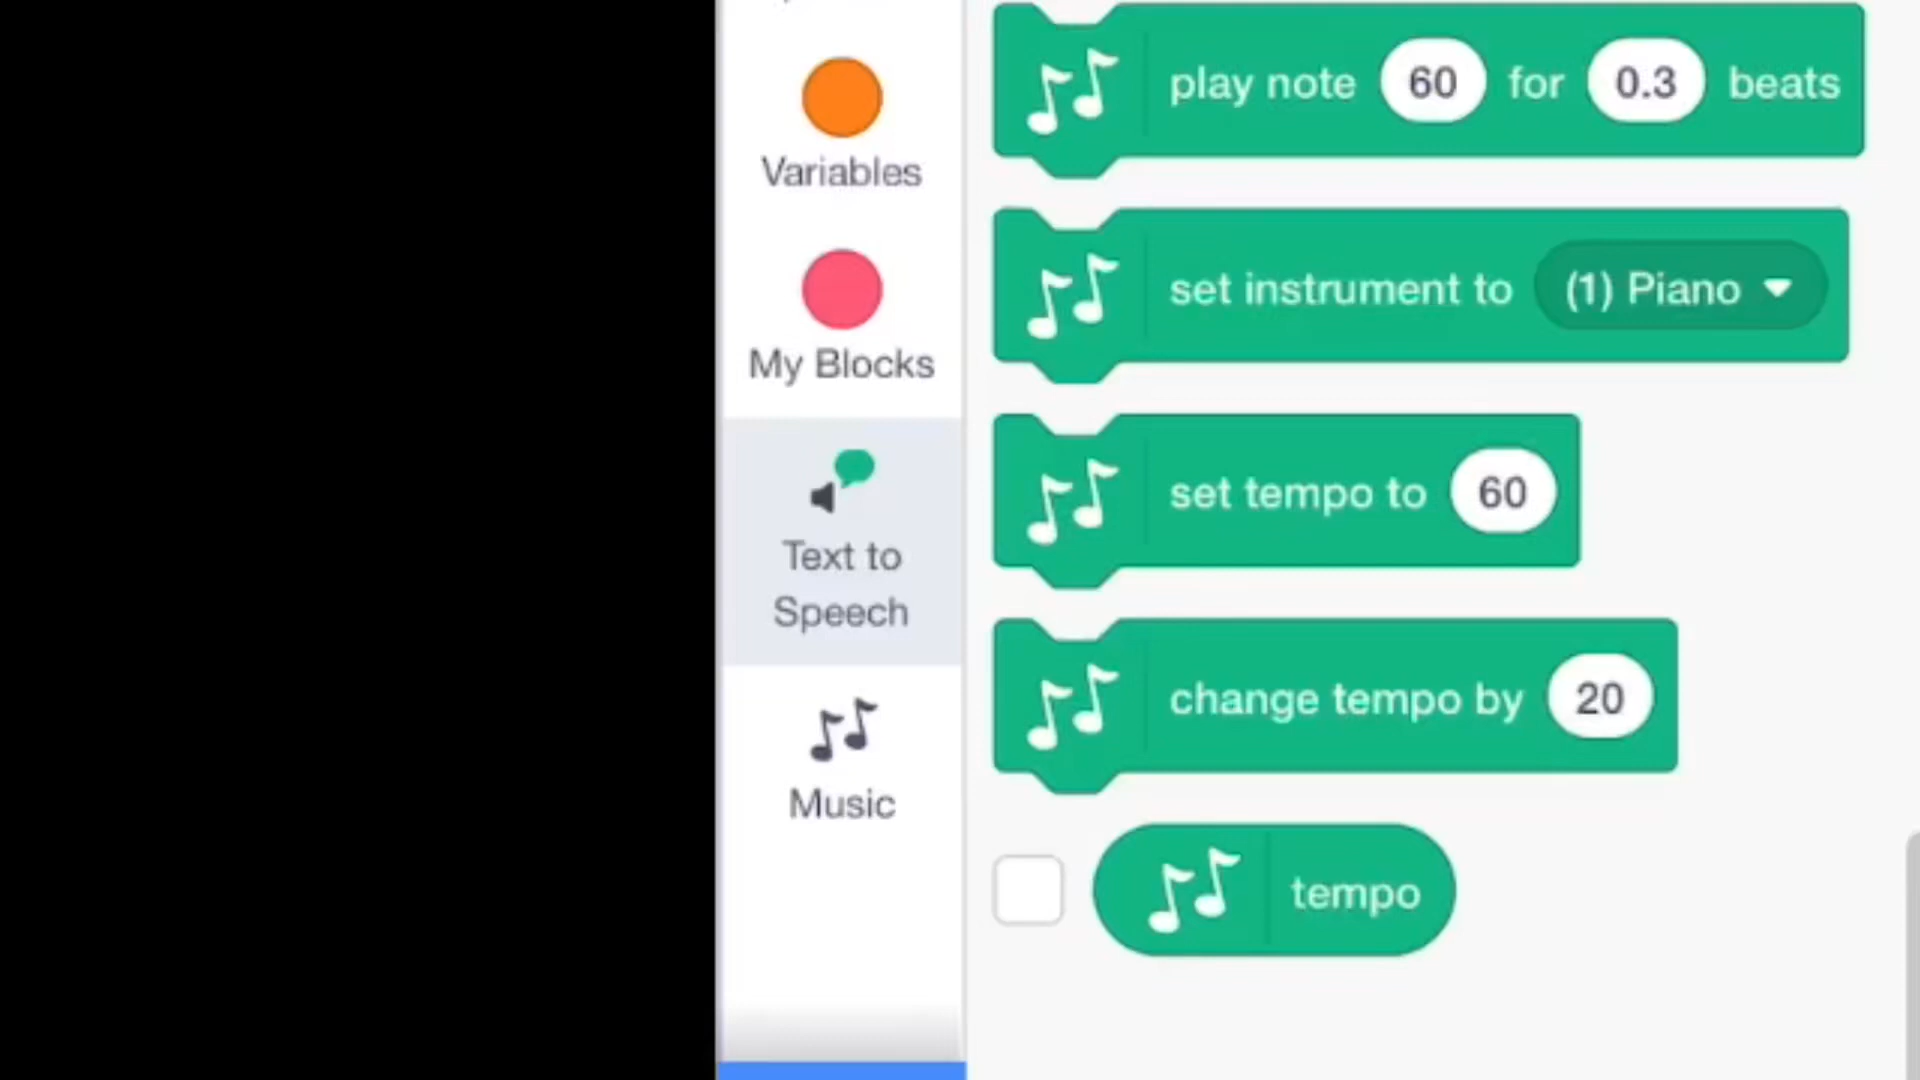 Variables
My Blocks
Text to
Speech
Music
play note 60 for 0.3 beats
set instrument to (1) Piano
set tempo to 60
change tempo by 20
tempo